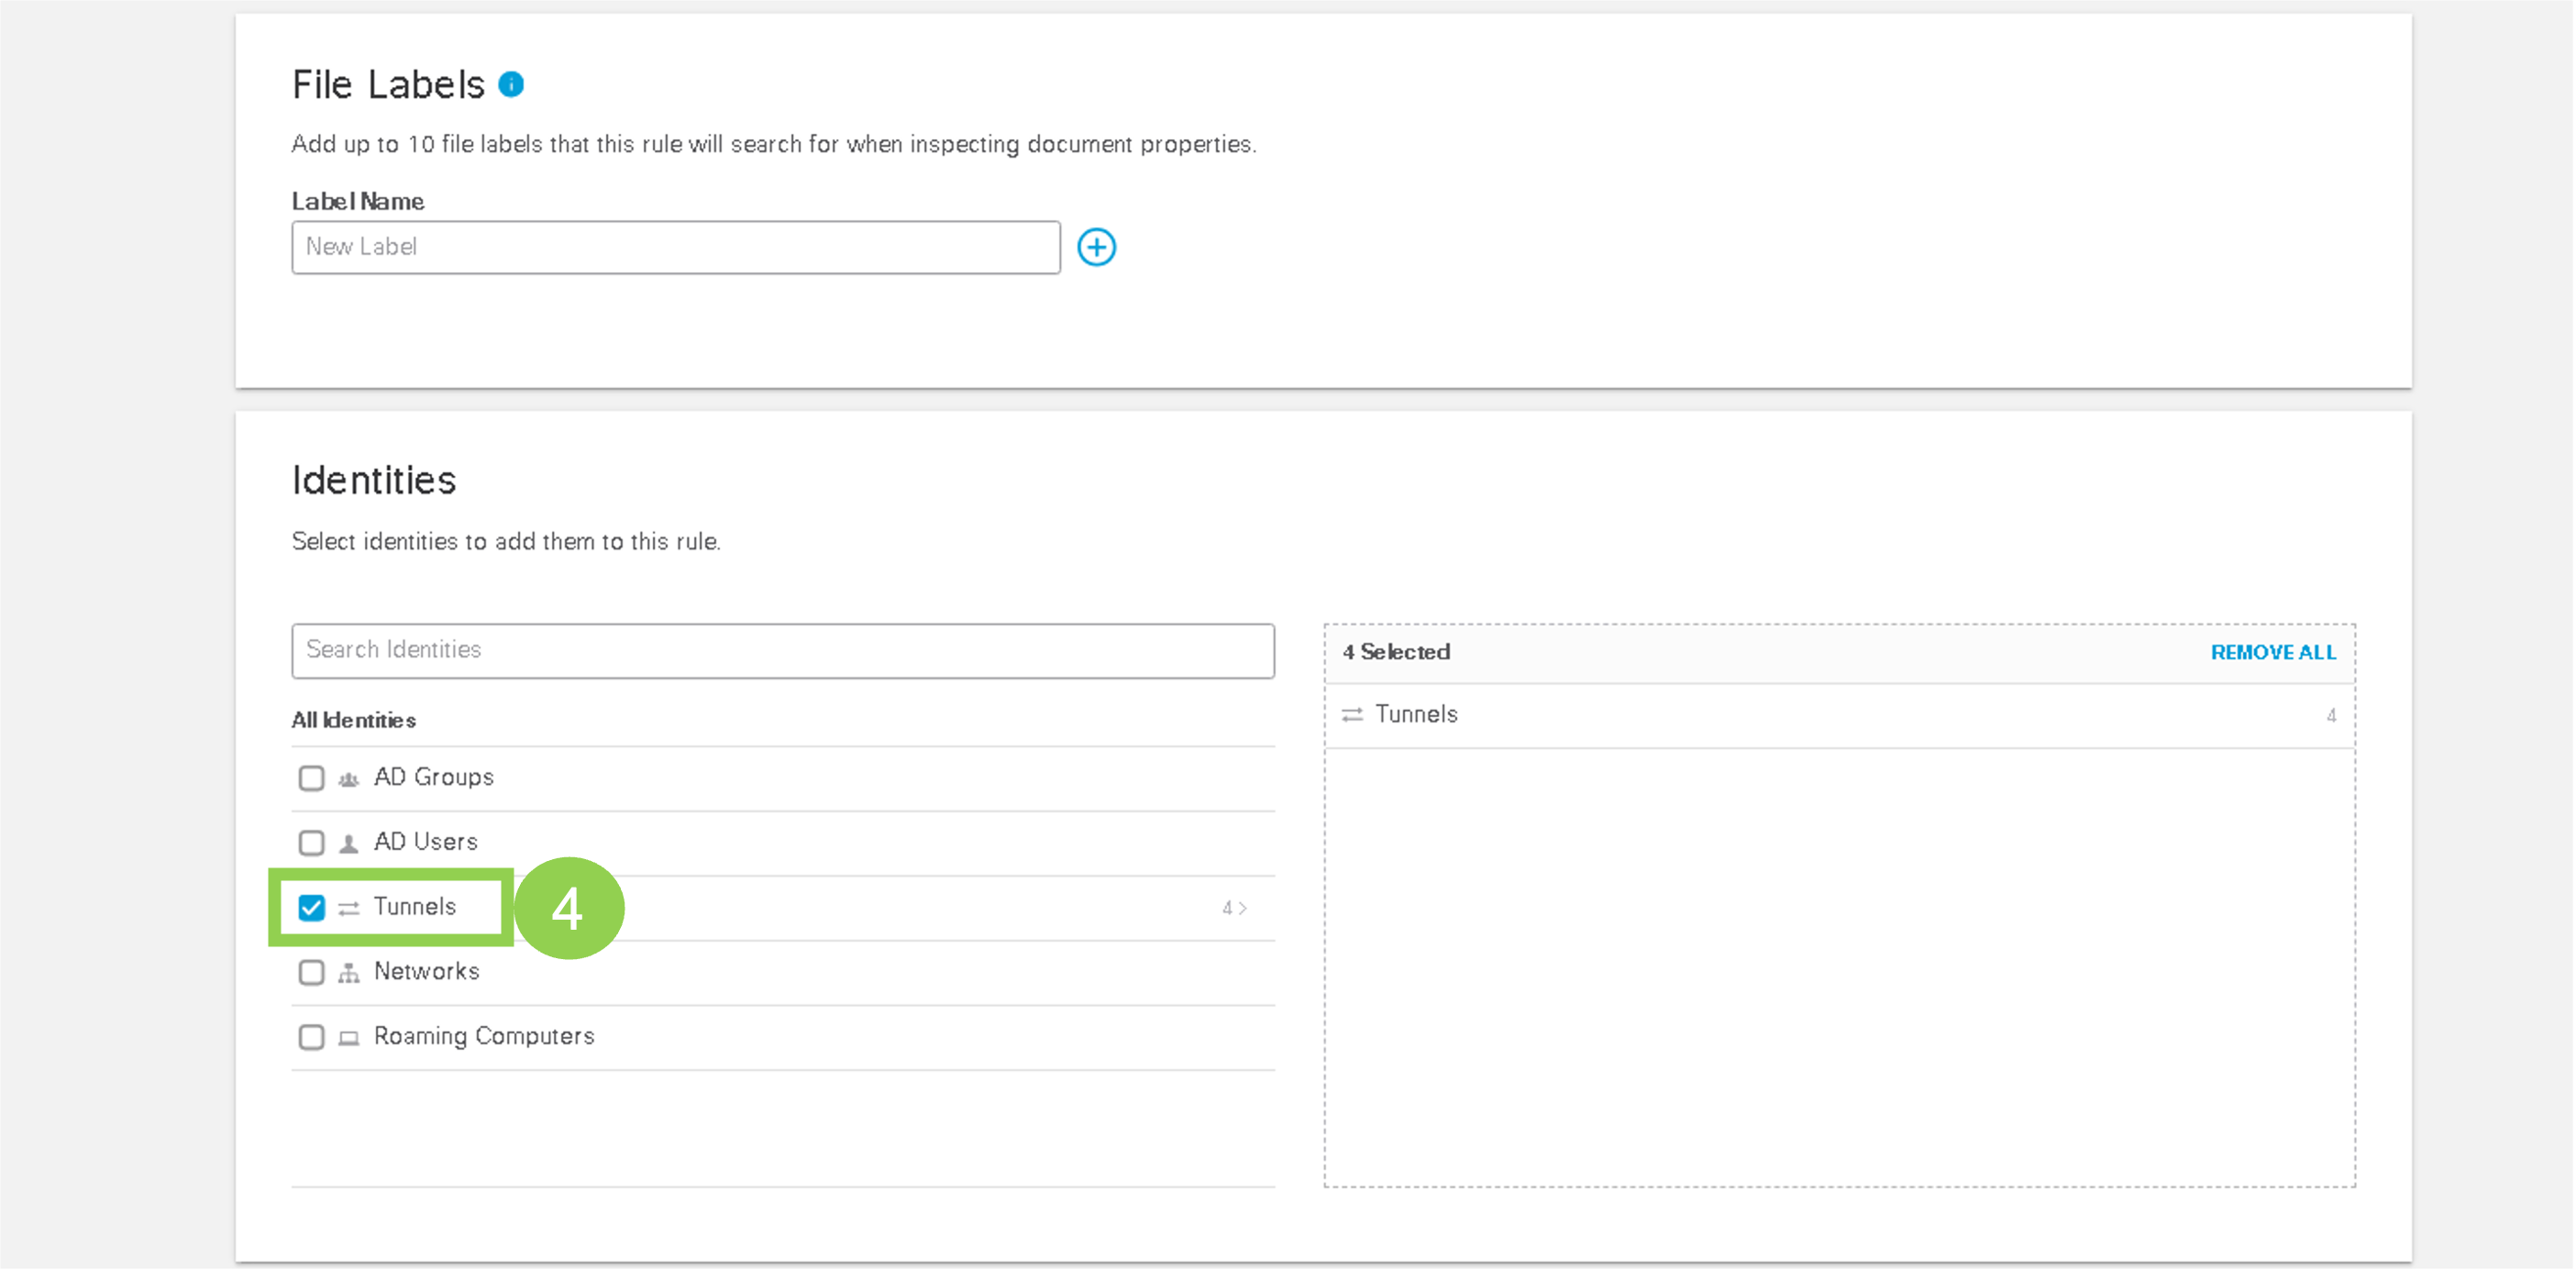 File Labels
Add up to 10 file labels that this rule will search for when inspecting document properties.
Label Name
New Label
Identities
Select identities to add them to this rule.
Search Identities
All Identities
AD Groups
AD Users
Tunnels 4
4 >
Networks
Roaming Computers
4 Selected REMOVE ALL
Tunnels 4